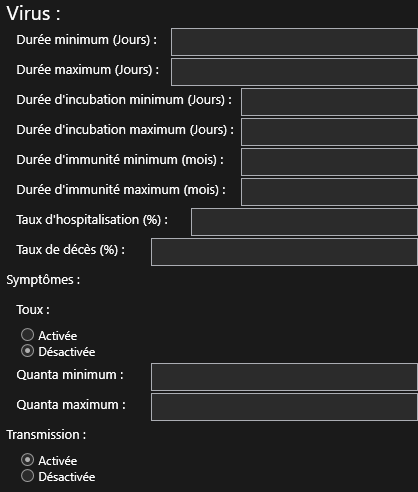 Virus :
Durée minimum (Jours) :
Durée maximum (Jours) :
Durée d'incubation minimum (Jours) :
Durée d'incubation maximum (Jours) :
Durée d'immunité minimum (mois) :
Durée d'immunité maximum (mois) :
Taux d'hospitalisation (%) :
Taux de décès (%) :
Symptômes :
Toux :
Activée
Désactivée
Quanta minimum :
Quanta maximum :
Transmission :
Activée
Désactivée